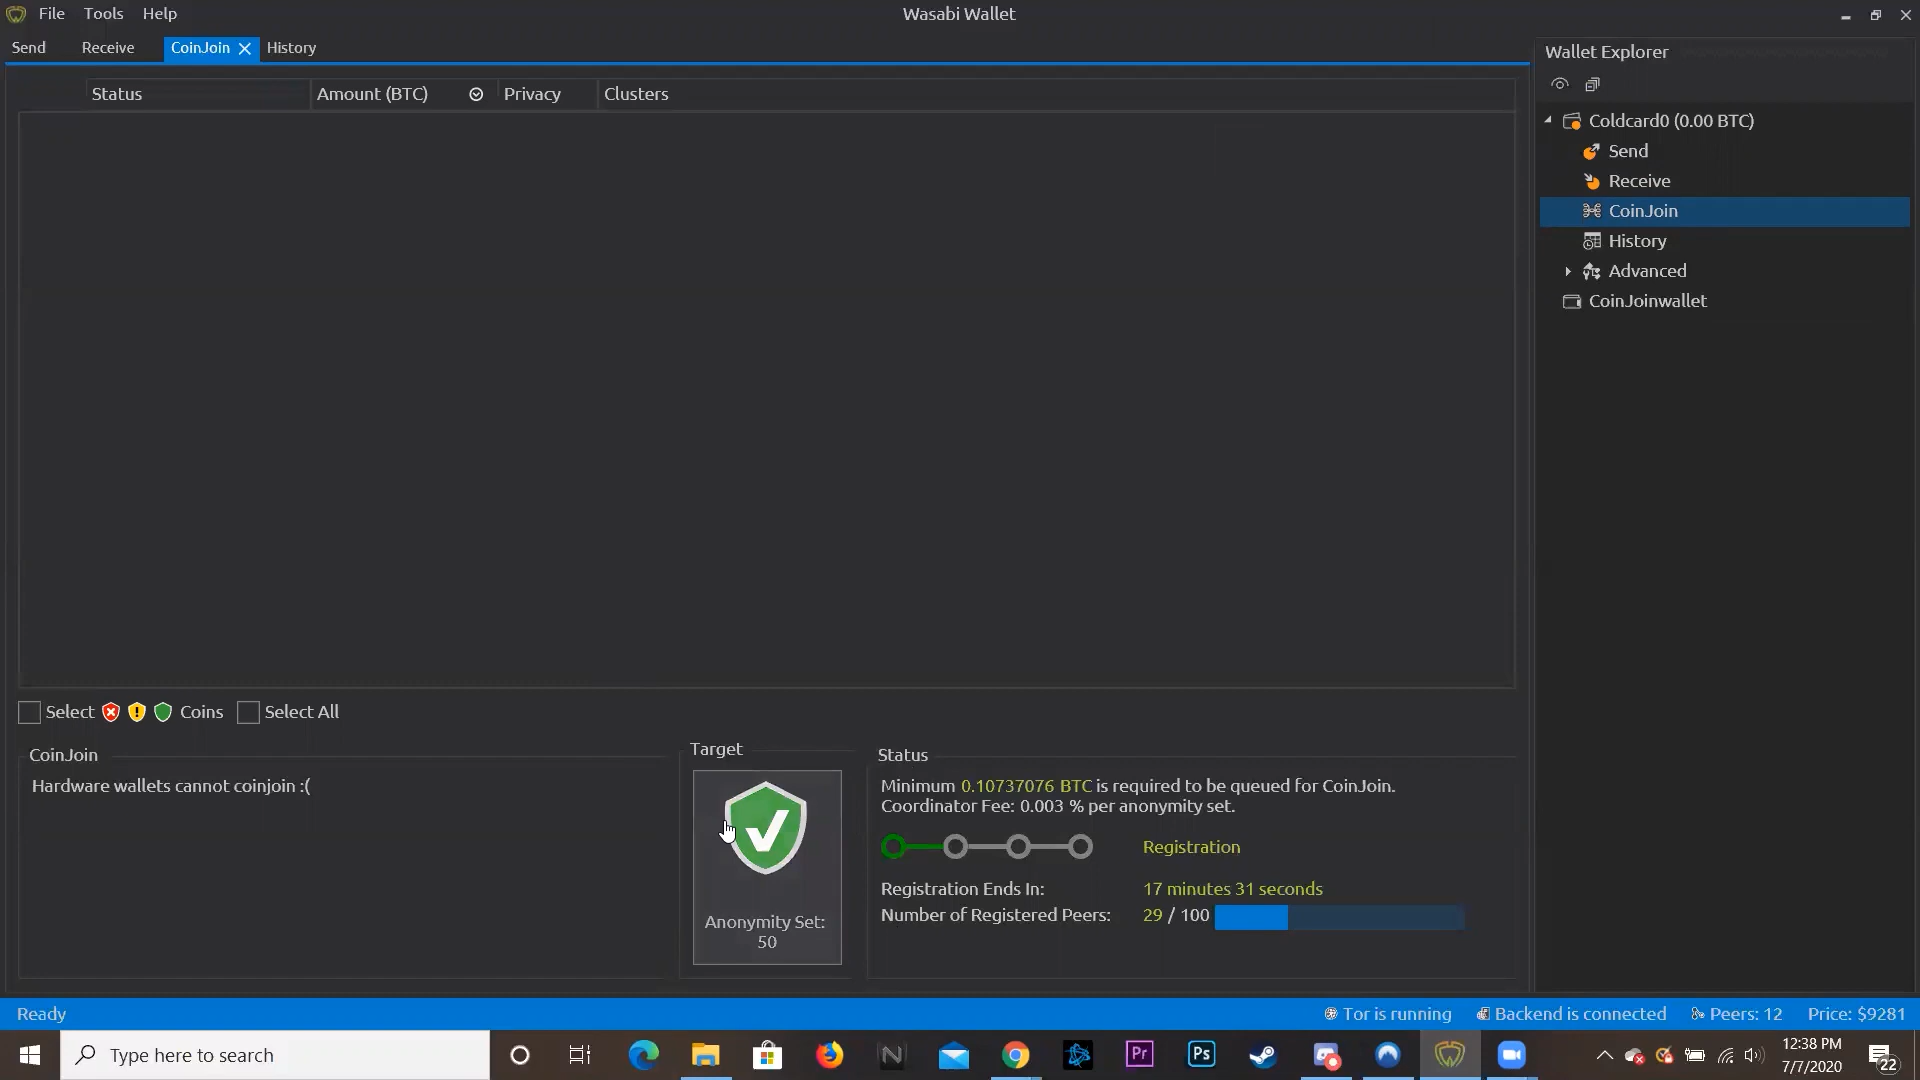 File Tools Help
Wasabi Wallet
Send Receive CoinJoin History
Status Amount (BTC) Privacy Clusters
Wallet Explorer
Coldcard0 (0.00 BTC)
Send
Receive
CoinJoin
History
Advanced
CoinJoinwallet
Select Coins Select All
CoinJoin
Hardware wallets cannot coinjoin :(
Target
Anonymity Set:
50
Status
Minimum 0.10737076 BTC is required to be queued for CoinJoin.
Coordinator Fee: 0.003 % per anonymity set.
Registration
Registration Ends In: 17 minutes 31 seconds
Number of Registered Peers: 29 / 100
Ready
Tor is running Backend is connected Peers: 12 Price: $9281
Type here to search
Pr
Ps
12:38 PM
7/7/2020
22